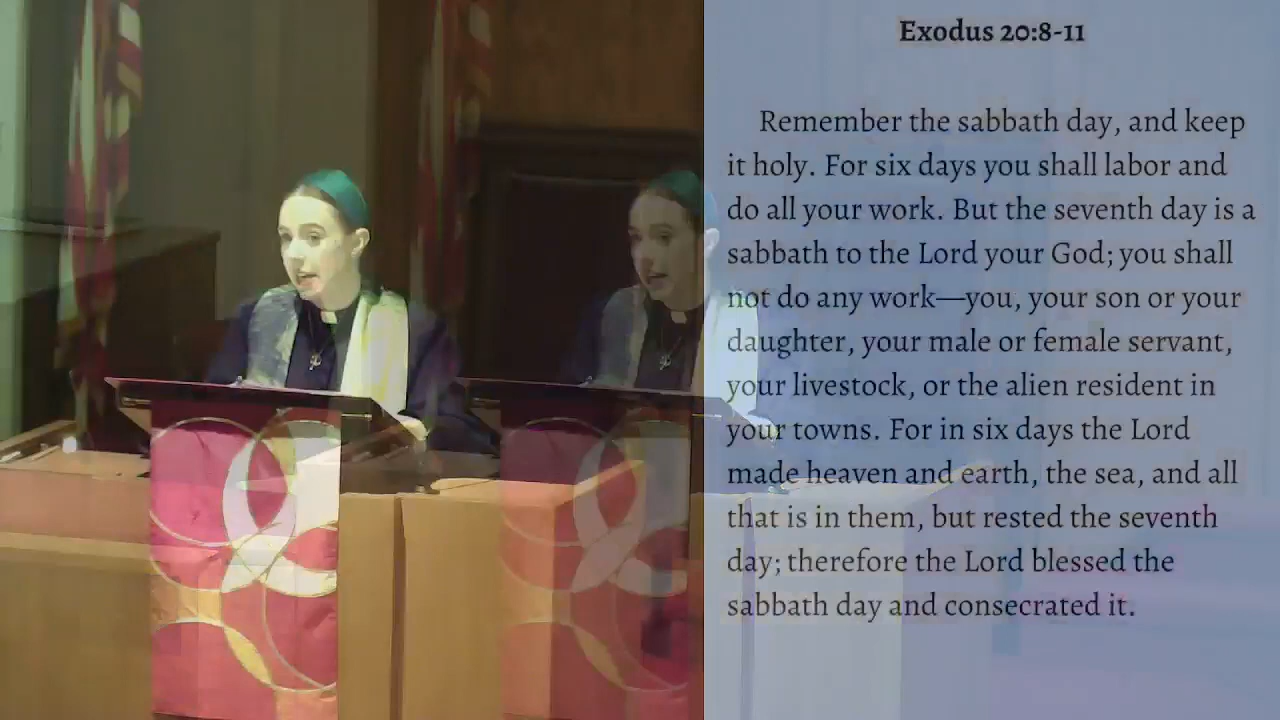 Exodus 20:8-11
Remember the sabbath day, and keep
it holy. For six days you shall labor and
do all your work. But the seventh day is a
sabbath to the Lord your God; you shall
not do any work—you, your son or your
daughter, your male or female servant,
your livestock, or the alien resident in
your towns. For in six days the Lord
made heaven and earth, the sea, and all
that is in them, but rested the seventh
day; therefore the Lord blessed the
sabbath day and consecrated it.